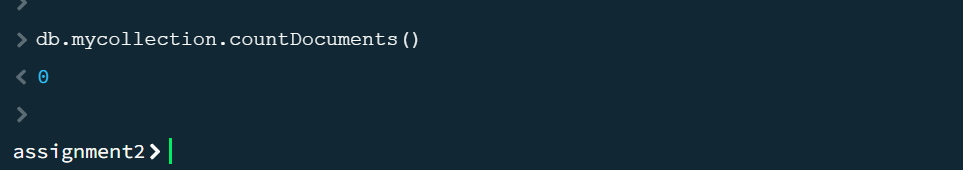 >
> db.mycollection.countDocuments()
< 0
>
assignment2>